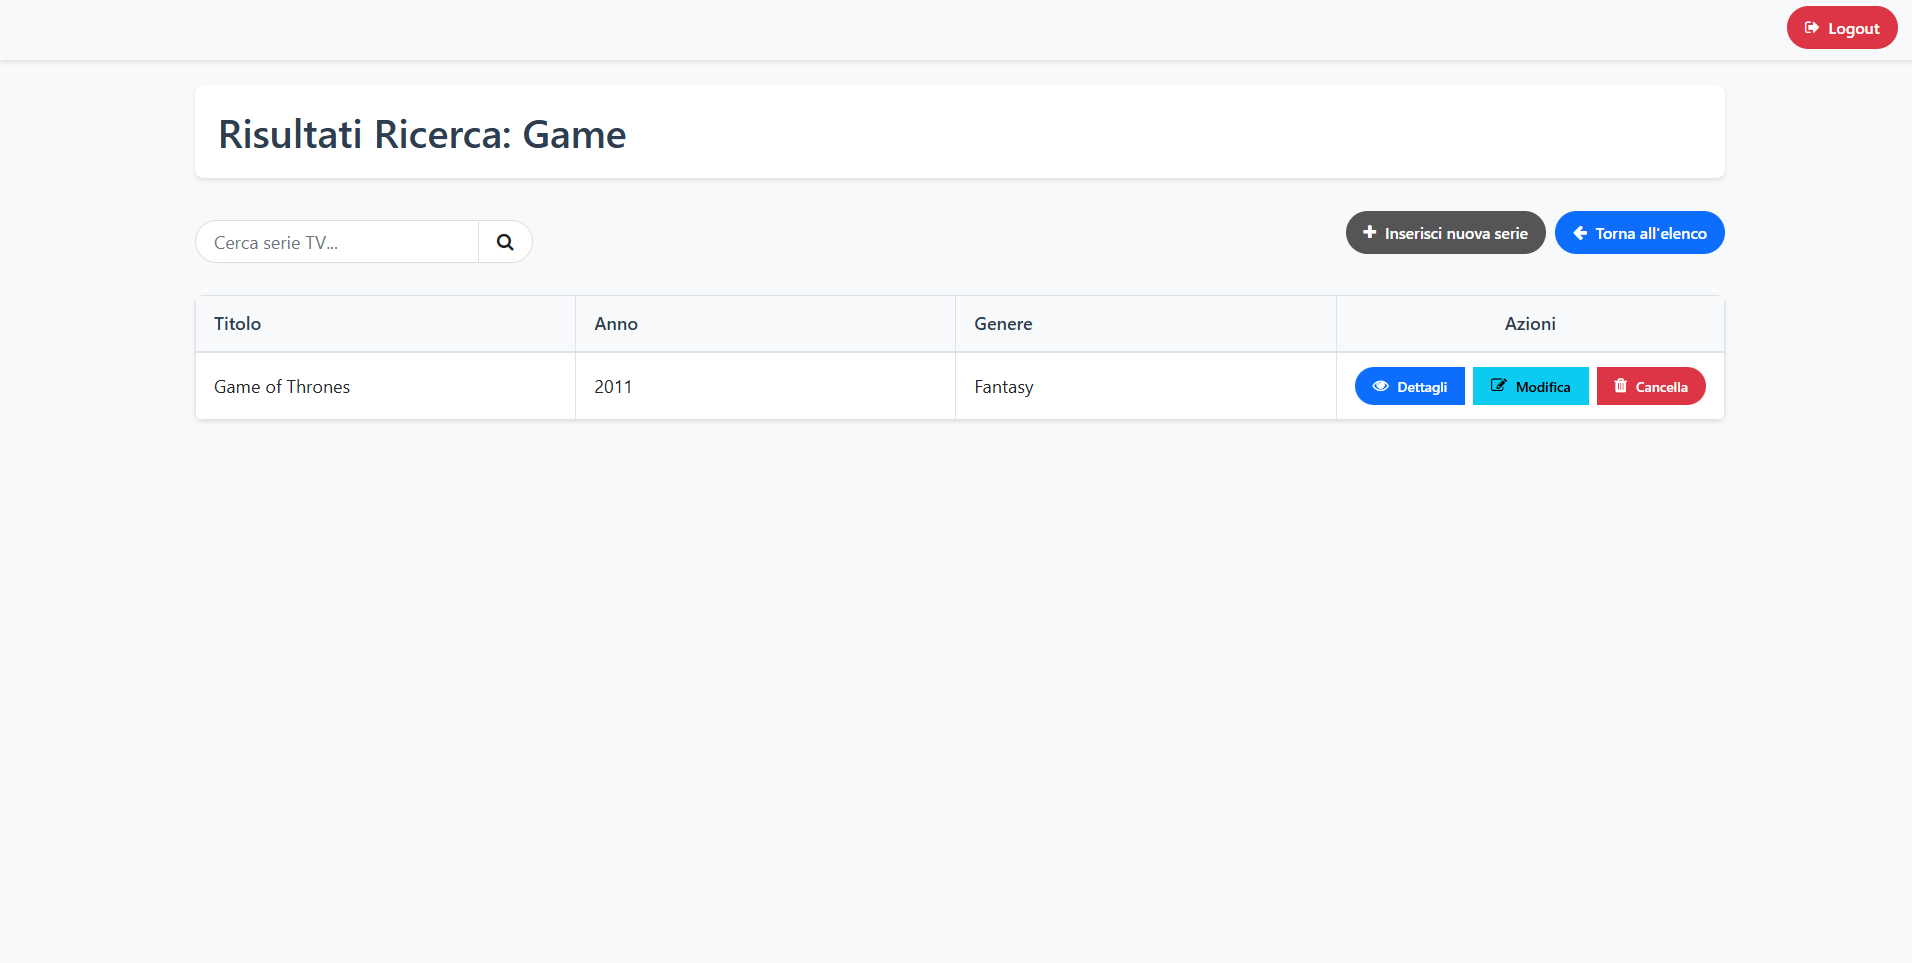 Logout
Risultati Ricerca: Game
Cerca serie TV...
Inserisci nuova serie
Torna all'elenco
Titolo Anno Genere Azioni
Game of Thrones 2011 Fantasy Dettagli Modifica Cancella